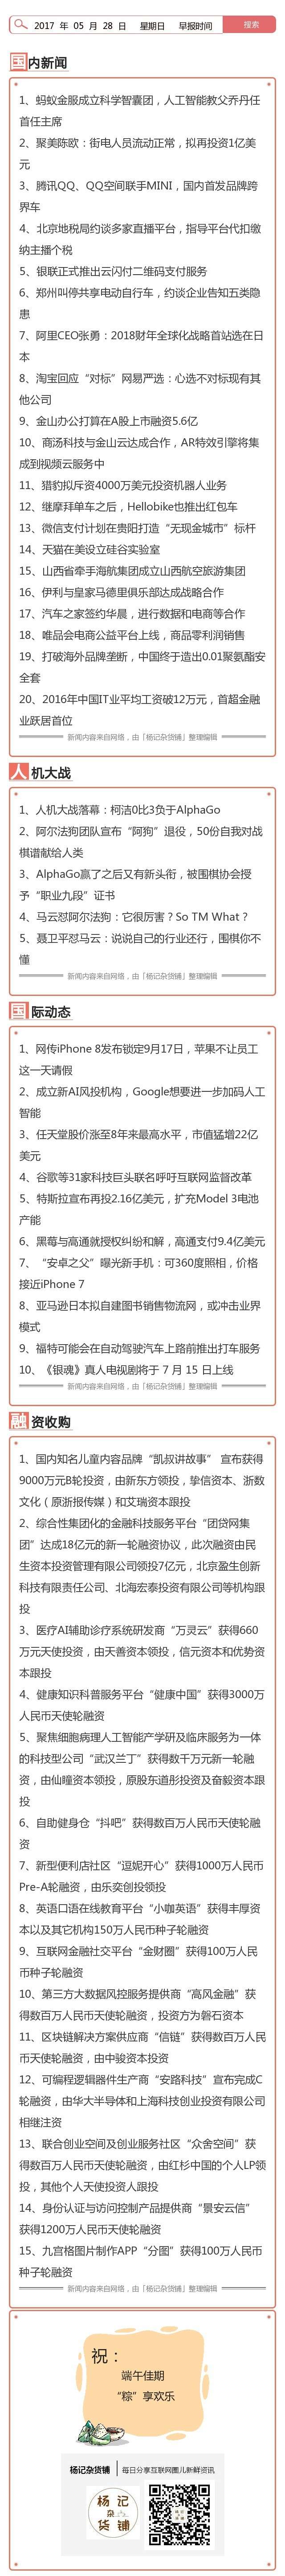 2017 年 05 月 28 日 星期日 早报时间 搜索
国内新闻
1、蚂蚁金服成立科学智囊团，人工智能教父乔丹任
首任主席
2、聚美陈欧：街电人员流动正常，拟再投资1亿美
元
3、腾讯QQ、QQ空间联手MINI，国内首发品牌跨
界车
4、北京地税局约谈多家直播平台，指导平台代扣缴
纳主播个税
5、银联正式推出云闪付二维码支付服务
6、郑州叫停共享电动自行车，约谈企业告知五类隐
患
7、阿里CEO张勇：2018财年全球化战略首站选在日
本
8、淘宝回应“对标”网易严选：心选不对标现有其
他公司
9、金山办公打算在A股上市融资5.6亿
10、商汤科技与金山云达成合作，AR特效引擎将集
成到视频云服务中
11、猎豹拟斥资4000万美元投资机器人业务
12、继摩拜单车之后，Hellobike也推出红包车
13、微信支付计划在贵阳打造“无现金城市”标杆
14、天猫在美设立硅谷实验室
15、山西省牵手海航集团成立山西航空旅游集团
16、伊利与皇家马德里俱乐部达成战略合作
17、汽车之家签约华晨，进行数据和电商等合作
18、唯品会电商公益平台上线，商品零利润销售
19、打破海外品牌垄断，中国终于造出0.01聚氨酯安
全套
20、2016年中国IT业平均工资破12万元，首超金融
业跃居首位
新闻内容来自网络，由「杨记杂货铺」整理编辑
人机大战
1、人机大战落幕：柯洁0比3负于AlphaGo
2、阿尔法狗团队宣布“阿狗”退役，50份自我对战
棋谱献给人类
3、AlphaGo赢了之后又有新头衔，被围棋协会授
予“职业九段”证书
4、马云怼阿尔法狗：它很厉害？So TM What？
5、聂卫平怼马云：说说自己的行业还行，围棋你不
懂
新闻内容来自网络，由「杨记杂货铺」整理编辑
国际动态
1、网传iPhone 8发布锁定9月17日，苹果不让员工
这一天请假
2、成立新AI风投机构，Google想要进一步加码人工
智能
3、任天堂股价涨至8年来最高水平，市值猛增22亿
美元
4、谷歌等31家科技巨头联名呼吁互联网监督改革
5、特斯拉宣布再投2.16亿美元，扩充Model 3电池
产能
6、黑莓与高通就授权纠纷和解，高通支付9.4亿美元
7、“安卓之父”曝光新手机：可360度照相，价格
接近iPhone 7
8、亚马逊日本拟自建图书销售物流网，或冲击业界
模式
9、福特可能会在自动驾驶汽车上路前推出打车服务
10、《银魂》真人电视剧将于 7 月 15 日上线
新闻内容来自网络，由「杨记杂货铺」整理编辑
融资收购
1、国内知名儿童内容品牌“凯叔讲故事” 宣布获得
9000万元B轮投资，由新东方领投，挚信资本、浙数
文化（原浙报传媒）和艾瑞资本跟投
2、综合性集团化的金融科技服务平台“团贷网集
团”达成18亿元的新一轮融资协议，此次融资由民
生资本投资管理有限公司领投7亿元，北京盈生创新
科技有限责任公司、北海宏泰投资有限公司等机构跟
投
3、医疗AI辅助诊疗系统研发商“万灵云”获得660
万元天使投资，由天善资本领投，信元资本和优势资
本跟投
4、健康知识科普服务平台“健康中国”获得3000万
人民币天使轮融资
5、聚焦细胞病理人工智能产学研及临床服务为一体
的科技型公司“武汉兰丁”获得数千万元新一轮融
资，由仙瞳资本领投，原股东道彤投资及奋毅资本跟
投
6、自助健身仓“抖吧”获得数百万人民币天使轮融
资
7、新型便利店社区“逗妮开心”获得1000万人民币
Pre-A轮融资，由乐奕创投领投
8、英语口语在线教育平台“小咖英语”获得丰厚资
本以及其它机构150万人民币种子轮融资
9、互联网金融社交平台“金财圈”获得100万人民
币种子轮融资
10、第三方大数据风控服务提供商“高风金融”获
得数百万人民币天使轮融资，投资方为磐石资本
11、区块链解决方案供应商“信链”获得数百万人民
币天使轮融资，由中骏资本投资
12、可编程逻辑器件生产商“安路科技”宣布完成C
轮融资，由华大半导体和上海科技创业投资有限公司
相继注资
13、联合创业空间及创业服务社区“众舍空间”获
得数百万人民币天使轮融资，由红杉中国的个人LP领
投，其他个人天使投资人跟投
14、身份认证与访问控制产品提供商“景安云信”
获得1200万人民币天使轮融资
15、九宫格图片制作APP“分图”获得100万人民币
种子轮融资
新闻内容来自网络，由「杨记杂货铺」整理编辑
祝：
端午佳期
“粽”享欢乐
杨记杂货铺 每日分享互联网圈儿新鲜资讯
杨记
杂
货铺